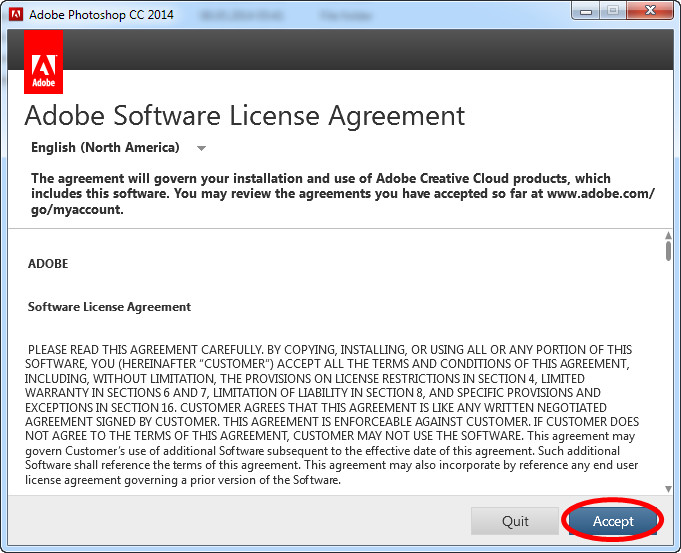 Adobe Photoshop CC 2014
Adobe
Adobe Software License Agreement
English (North America)
The agreement will govern your installation and use of Adobe Creative Cloud products, which
includes this software. You may review the agreements you have accepted so far at www.adobe.com/
go/myaccount.
ADOBE
Software License Agreement
PLEASE READ THIS AGREEMENT CAREFULLY. BY COPYING, INSTALLING, OR USING ALL OR ANY PORTION OF THIS
SOFTWARE, YOU (HEREINAFTER “CUSTOMER”) ACCEPT ALL THE TERMS AND CONDITIONS OF THIS AGREEMENT,
INCLUDING, WITHOUT LIMITATION, THE PROVISIONS ON LICENSE RESTRICTIONS IN SECTION 4, LIMITED
WARRANTY IN SECTIONS 6 AND 7, LIMITATION OF LIABILITY IN SECTION 8, AND SPECIFIC PROVISIONS AND
EXCEPTIONS IN SECTION 16. CUSTOMER AGREES THAT THIS AGREEMENT IS LIKE ANY WRITTEN NEGOTIATED
AGREEMENT SIGNED BY CUSTOMER. THIS AGREEMENT IS ENFORCEABLE AGAINST CUSTOMER. IF CUSTOMER DOES
NOT AGREE TO THE TERMS OF THIS AGREEMENT, CUSTOMER MAY NOT USE THE SOFTWARE. This agreement may
govern Customer’s use of additional Software subsequent to the effective date of this agreement. Such additional
Software shall reference the terms of this agreement. This agreement may also incorporate by reference any end user
license agreement governing a prior version of the Software.
Quit
Accept